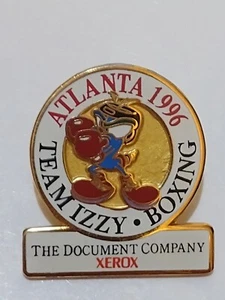 ATLANTA 1996
TEAM IZZY • BOXING
THE DOCUMENT COMPANY
XEROX